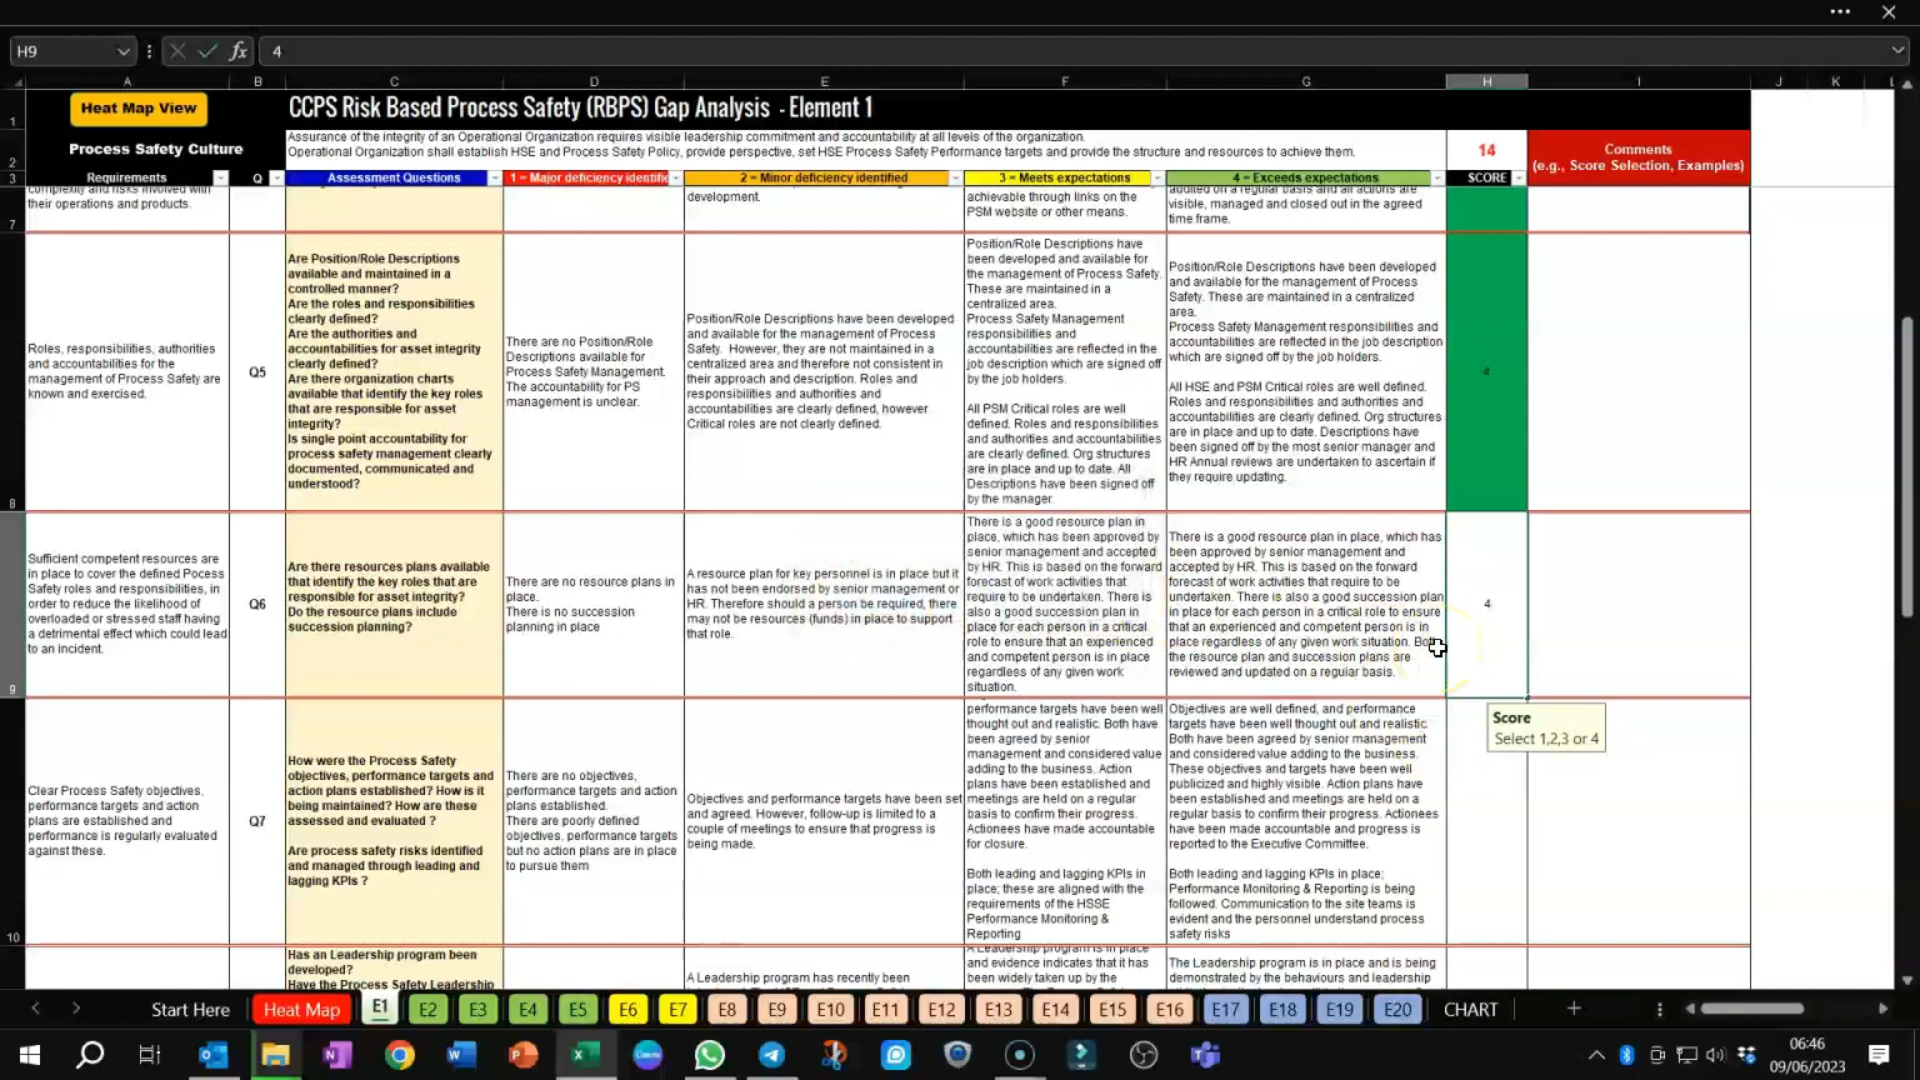 H9
fx
4
A B C D E F G H I J K L
1
Heat Map View
CCPS Risk Based Process Safety (RBPS) Gap Analysis - Element 1
2
Process Safety Culture
Assurance of the integrity of an Operational Organization requires visible leadership commitment and accountability at all levels of the organization.
Operational Organization shall establish HSE and Process Safety Policy, provide perspective, set HSE Process Safety Performance targets and provide the structure and resources to achieve them.
14
Comments
(e.g., Score Selection, Examples)
3
Requirements
Q
Assessment Questions
1 = Major deficiency identifie
2 = Minor deficiency identified
3 = Meets expectations
4 = Exceeds expectations
SCORE
7
complexity and risks involved with
their operations and products.
development.
achievable through links on the
PSM website or other means.
audited on a regular basis and all actions are
visible, managed and closed out in the agreed
time frame.
8
Roles, responsibilities, authorities
and accountabilities for the
management of Process Safety are
known and exercised.
Q5
Are Position/Role Descriptions
available and maintained in a
controlled manner?
Are the roles and responsibilities
clearly defined?
Are the authorities and
accountabilities for asset integrity
clearly defined?
Are there organization charts
available that identify the key roles
that are responsible for asset
integrity?
Is single point accountability for
process safety management clearly
documented, communicated and
understood?
There are no Position/Role
Descriptions available for
Process Safety Management.
The accountability for PS
management is unclear.
Position/Role Descriptions have been developed
and available for the management of Process
Safety. However, they are not maintained in a
centralized area and therefore not consistent in
their approach and description. Roles and
responsibilities and authorities and
accountabilities are clearly defined, however
Critical roles are not clearly defined.
Position/Role Descriptions have
been developed and available for
the management of Process Safety.
These are maintained in a
centralized area.
Process Safety Management
responsibilities and
accountabilities are reflected in the
job description which are signed off
by the job holders.
All PSM Critical roles are well
defined. Roles and responsibilities
and authorities and accountabilities
are clearly defined. Org structures
are in place and up to date. All
Descriptions have been signed off
by the manager.
Position/Role Descriptions have been developed
and available for the management of Process
Safety. These are maintained in a centralized
area.
Process Safety Management responsibilities and
accountabilities are reflected in the job description
which are signed off by the job holders.
All HSE and PSM Critical roles are well defined.
Roles and responsibilities and authorities and
accountabilities are clearly defined. Org structures
are in place and up to date. Descriptions have
been signed off by the most senior manager and
HR Annual reviews are undertaken to ascertain if
they require updating.
4
9
Sufficient competent resources are
in place to cover the defined Pocess
Safety roles and responsibilities, in
order to reduce the likelihood of
overloaded or stressed staff having
a detrimental effect which could lead
to an incident.
Q6
Are there resources plans available
that identify the key roles that are
responsible for asset integrity?
Do the resource plans include
succession planning?
There are no resource plans in
place.
There is no succession
planning in place
A resource plan for key personnel is in place but it
has not been endorsed by senior management or
HR. Therefore should a person be required, there
may not be resources (funds) in place to support
that role.
There is a good resource plan in
place, which has been approved by
senior management and accepted
by HR. This is based on the forward
forecast of work activities that
require to be undertaken. There is
also a good succession plan in
place for each person in a critical
role to ensure that an experienced
and competent person is in place
regardless of any given work
situation.
There is a good resource plan in place, which has
been approved by senior management and
accepted by HR. This is based on the forward
forecast of work activities that require to be
undertaken. There is also a good succession plan
in place for each person in a critical role to ensure
that an experienced and competent person is in
place regardless of any given work situation. Both
the resource plan and succession plans are
reviewed and updated on a regular basis.
4
Score
Select 1,2,3 or 4
10
Clear Process Safety objectives,
performance targets and action
plans are established and
performance is regularly evaluated
against these.
Q7
How were the Process Safety
objectives, performance targets and
action plans established? How is it
being maintained? How are these
assessed and evaluated ?
Are process safety risks identified
and managed through leading and
lagging KPIs ?
There are no objectives,
performance targets and action
plans established.
There are poorly defined
objectives, performance targets
but no action plans are in place
to pursue them
Objectives and performance targets have been set
and agreed. However, follow-up is limited to a
couple of meetings to ensure that progress is
being made.
performance targets have been well
thought out and realistic. Both have
been agreed by senior
management and considered value
adding to the business. Action
plans have been established and
meetings are held on a regular
basis to confirm their progress.
Actionees have made accountable
for closure.
Both leading and lagging KPIs in
place; these are aligned with the
requirements of the HSSE
Performance Monitoring &
Reporting
Objectives are well defined, and performance
targets have been well thought out and realistic.
Both have been agreed by senior management
and considered value adding to the business.
These objectives and targets have been well
publicized and highly visible. Action plans have
been established and meetings are held on a
regular basis to confirm their progress. Actionees
have been made accountable and progress is
reported to the Executive Committee.
Both leading and lagging KPIs in place;
Performance Monitoring & Reporting is being
followed. Communication to the site teams is
evident and the personnel understand process
safety risks
Has an Leadership program been
developed?
Have the Process Safety Leadership
A Leadership program has recently been
A Leadership program is in place
and evidence indicates that it has
been widely taken up by the
The Leadership program is in place and is being
demonstrated by the behaviours and leadership
Start Here Heat Map E1 E2 E3 E4 E5 E6 E7 E8 E9 E10 E11 E12 E13 E14 E15 E16 E17 E18 E19 E20 CHART
06:46
09/06/2023